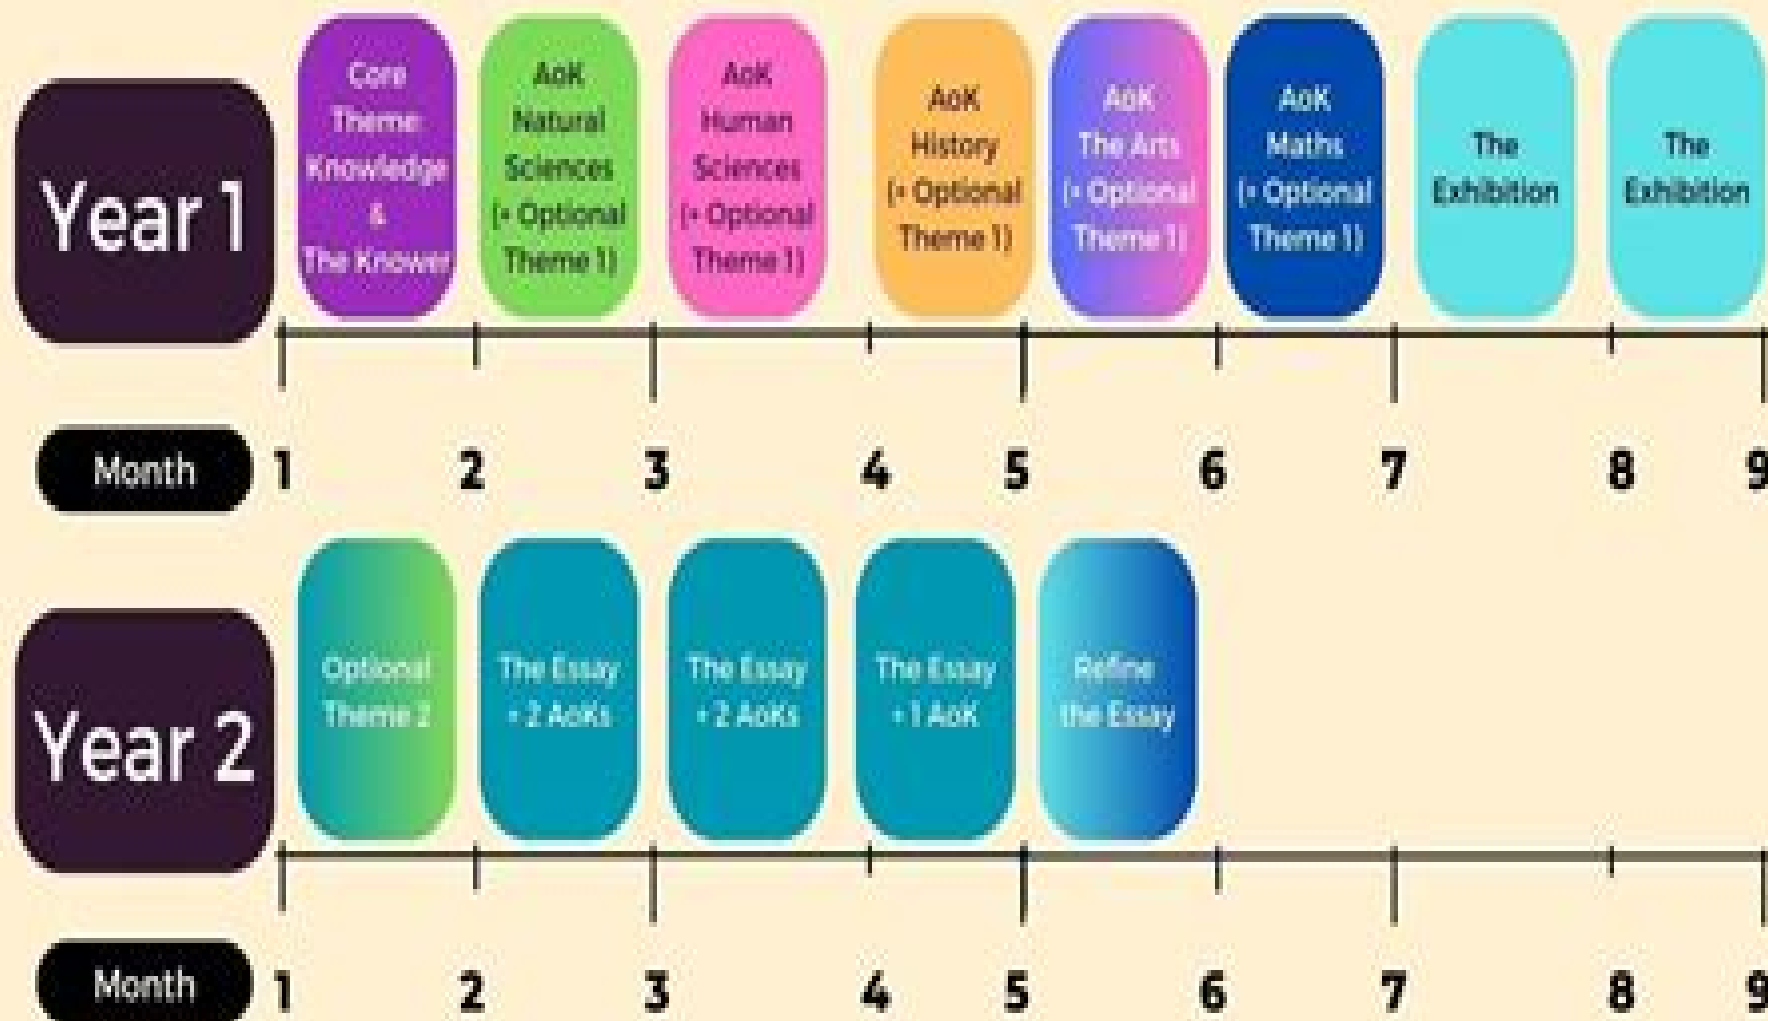 Year 1
Core
Theme:
Knowledge
&
The Knower
AoK
Natural
Sciences
(+ Optional
Theme 1)
AoK
Human
Sciences
(+ Optional
Theme 1)
AoK
History
(+ Optional
Theme 1)
AoK
The Arts
(+ Optional
Theme 1)
AoK
Maths
(+ Optional
Theme 1)
The
Exhibition
The
Exhibition
Month 1 2 3 4 5 6 7 8 9
Year 2
Optional
Theme 2
The Essay
+ 2 AoKs
The Essay
+ 2 AoKs
The Essay
+ 1 AoK
Refine
the Essay
Month 1 2 3 4 5 6 7 8 9